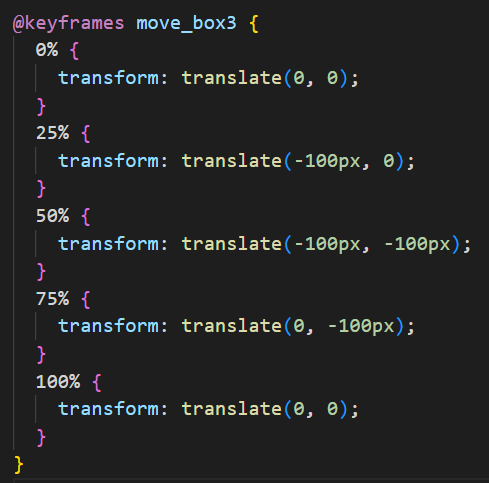 @keyframes move_box3 {
0% {
transform: translate(0, 0);
}
25% {
transform: translate(-100px, 0);
}
50% {
transform: translate(-100px, -100px);
}
75% {
transform: translate(0, -100px);
}
100% {
transform: translate(0, 0);
}
}